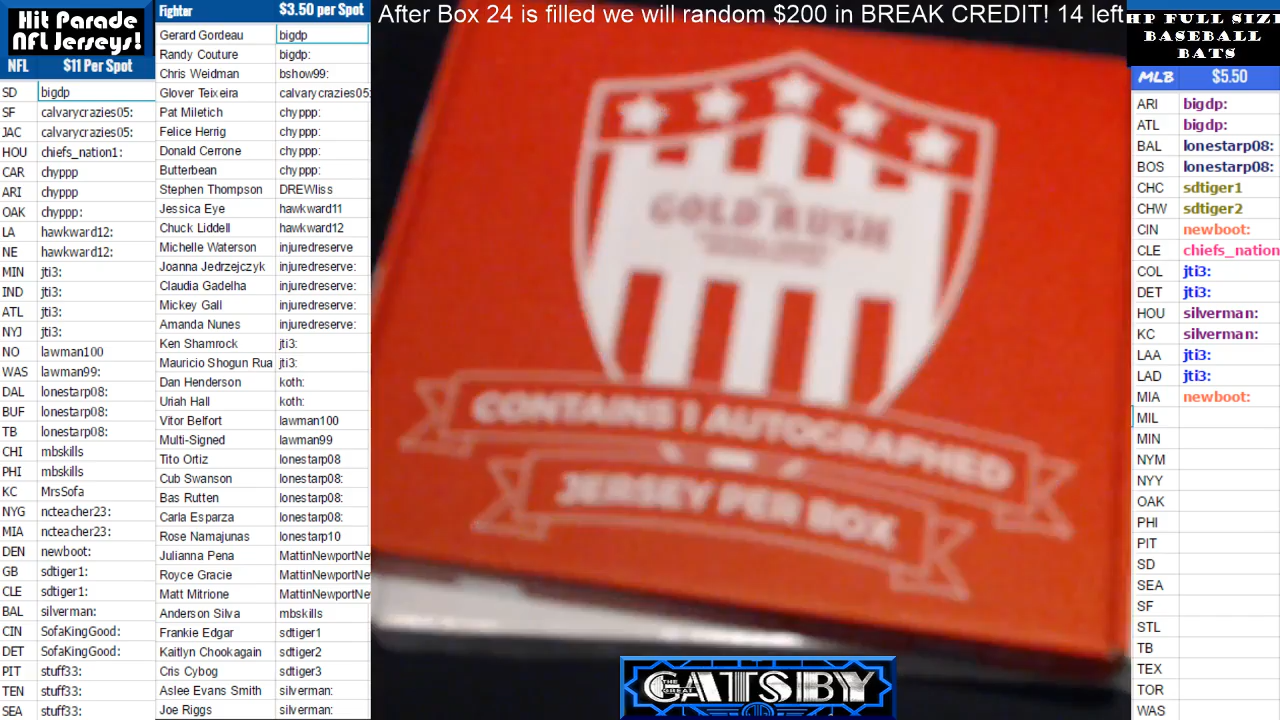 Hit Parade
NFL Jerseys!
NFL $11 Per Spot
SD bigdp
SF calvarycrazies05:
JAC calvarycrazies05:
HOU chiefs_nation1:
CAR chyppp
ARI chyppp
OAK chyppp:
LA hawkward12:
NE hawkward12:
MIN jti3:
IND jti3:
ATL jti3:
NYJ jti3:
NO lawman100
WAS lawman99:
DAL lonestarp08:
BUF lonestarp08:
TB lonestarp08:
CHI mbskills
PHI mbskills
KC MrsSofa
NYG ncteacher23:
MIA ncteacher23:
DEN newboot:
GB sdtiger1:
CLE sdtiger1:
BAL silverman:
CIN SofaKingGood:
DET SofaKingGood:
PIT stuff33:
TEN stuff33:
SEA stuff33:
Fighter $3.50 per Spot
Gerard Gordeau bigdp
Randy Couture bigdp:
Chris Weidman bshow99:
Glover Teixeira calvarycrazies05:
Pat Miletich chyppp:
Felice Herrig chyppp:
Donald Cerrone chyppp:
Butterbean chyppp:
Stephen Thompson DREWliss
Jessica Eye hawkward11
Chuck Liddell hawkward12
Michelle Waterson injuredreserve
Joanna Jedrzejczyk injuredreserve:
Claudia Gadelha injuredreserve:
Mickey Gall injuredreserve:
Amanda Nunes injuredreserve:
Ken Shamrock jti3:
Mauricio Shogun Rua jti3:
Dan Henderson koth:
Uriah Hall koth:
Vitor Belfort lawman100
Multi-Signed lawman99
Tito Ortiz lonestarp08
Cub Swanson lonestarp08:
Bas Rutten lonestarp08:
Carla Esparza lonestarp08:
Rose Namajunas lonestarp10
Julianna Pena MattinNewportNe
Royce Gracie MattinNewportNe
Matt Mitrione MattinNewportNe
Anderson Silva mbskills
Frankie Edgar sdtiger1
Kaitlyn Chookagain sdtiger2
Cris Cybog sdtiger3
Aslee Evans Smith silverman:
Joe Riggs silverman:
After Box 24 is filled we will random $200 in BREAK CREDIT! 14 left
GOLD RUSH
CONTAINS 1 AUTOGRAPHED
JERSEY PER BOX
THE GREAT
GATSBY
HP FULL SIZE
BASEBALL
BATS
MLB $5.50
ARI bigdp:
ATL bigdp:
BAL lonestarp08:
BOS lonestarp08:
CHC sdtiger1
CHW sdtiger2
CIN newboot:
CLE chiefs_nation
COL jti3:
DET jti3:
HOU silverman:
KC silverman:
LAA jti3:
LAD jti3:
MIA newboot:
MIL
MIN
NYM
NYY
OAK
PHI
PIT
SD
SEA
SF
STL
TB
TEX
TOR
WAS